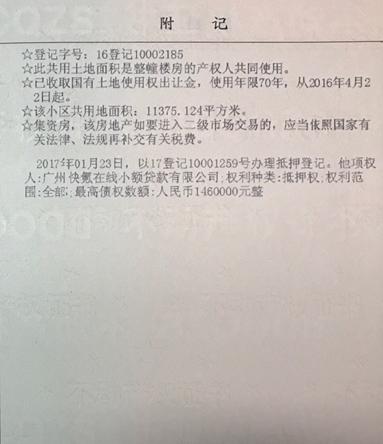 附 记
☆登记字号：16登记10002185
☆此共用土地面积是整幢楼房的产权人共同使用。
☆已收取国有土地使用权出让金，使用年限70年，从2016年4月2
2日起。
☆该小区共用地面积：11375.124平方米。
☆集资房，该房地产如要进入二级市场交易的，应当依照国家有
关法律、法规再补交有关税费。
2017年01月23日，以17登记10001259号办理抵押登记。他项权
人:广州快氪在线小额贷款有限公司;权利种类:抵押权;权利范
围:全部;最高债权数额:人民币1460000元整